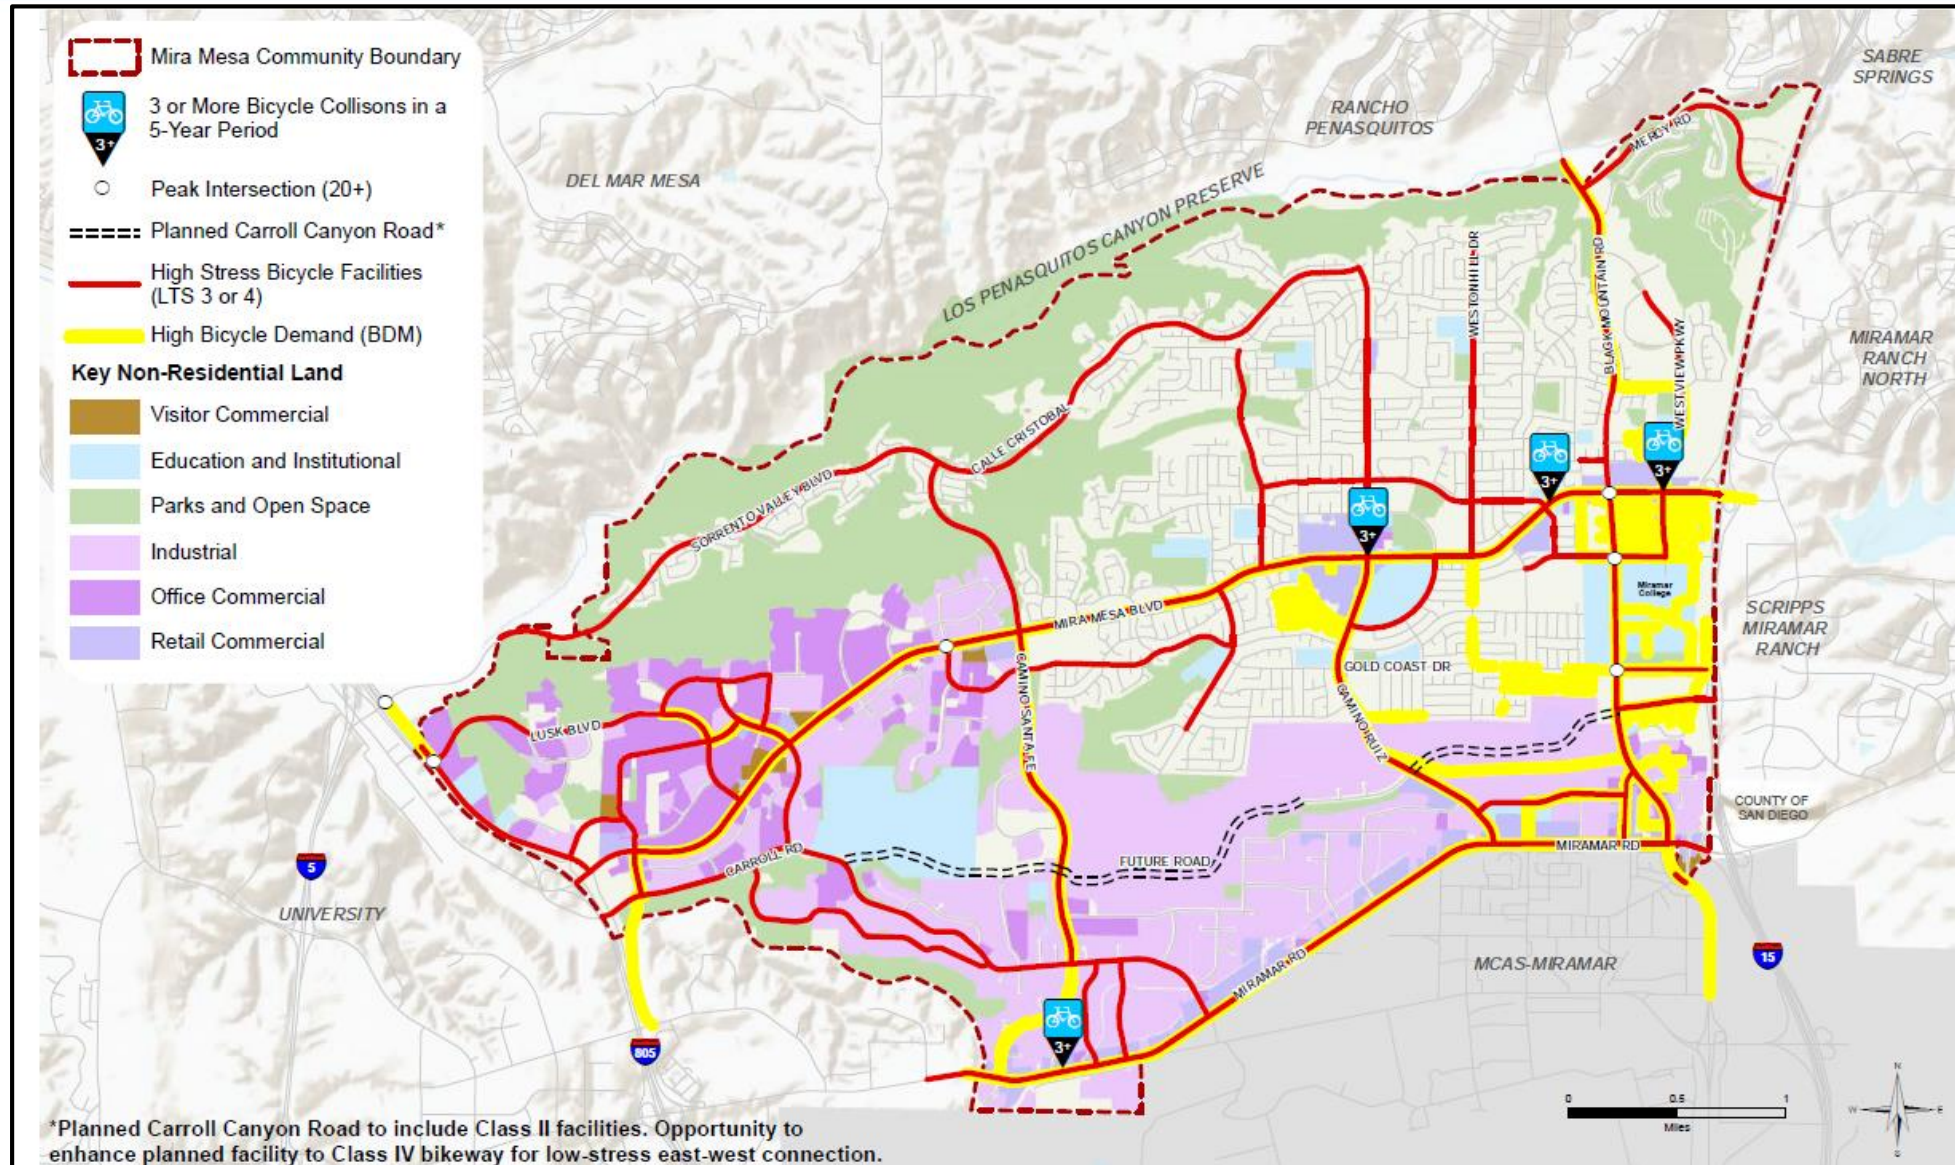 Mira Mesa Community Boundary
3+
3 or More Bicycle Collisons in a
5-Year Period
Peak Intersection (20+)
Planned Carroll Canyon Road*
High Stress Bicycle Facilities
(LTS 3 or 4)
High Bicycle Demand (BDM)
Key Non-Residential Land
Visitor Commercial
Education and Institutional
Parks and Open Space
Industrial
Office Commercial
Retail Commercial
SABRE
SPRINGS
RANCHO
PENASQUITOS
MERCY RD
DEL MAR MESA
LOS PENASQUITOS CANYON PRESERVE
WESTONHILL DR
BLACK MOUNTAIN RD
WESTVIEW PKWY
MIRAMAR
RANCH
NORTH
CALLE CRISTOBAL
SORRENTO VALLEY BLVD
3+
3+
3+
Miramar
College
MIRA MESA BLVD
SCRIPPS
MIRAMAR
RANCH
GOLD COAST DR
CAMINO SANTA FE
CAMINO RUIZ
LUSK BLVD
COUNTY OF
SAN DIEGO
MIRAMAR RD
FUTURE ROAD
CARROLL RD
5
UNIVERSITY
MIRAMAR RD
MCAS-MIRAMAR
15
805
3+
N
W
E
S
0
0.5
1
Miles
*Planned Carroll Canyon Road to include Class II facilities. Opportunity to
enhance planned facility to Class IV bikeway for low-stress east-west connection.